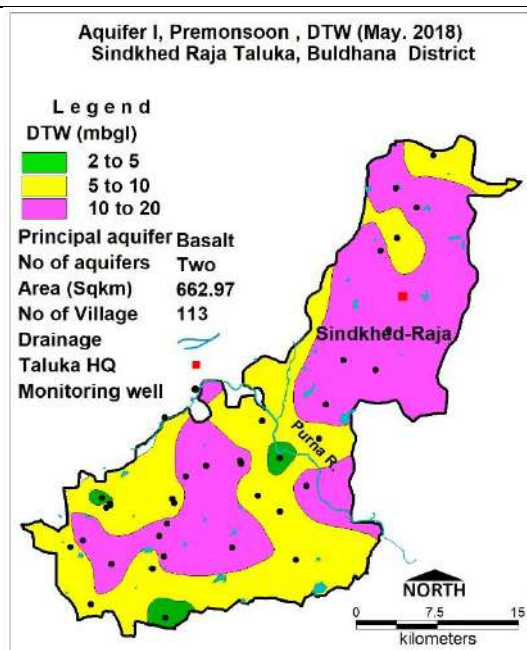 Aquifer I, Premonsoon , DTW (May. 2018)
Sindkhed Raja Taluka, Buldhana District
Legend
DTW (mbgl)
2 to 5
5 to 10
10 to 20
Principal aquifer Basalt
No of aquifers Two
Area (Sqkm) 662.97
No of Village 113
Drainage
Taluka HQ
Monitoring well
Sindkhed-Raja
Purna R.
NORTH
0 7.5 15
kilometers